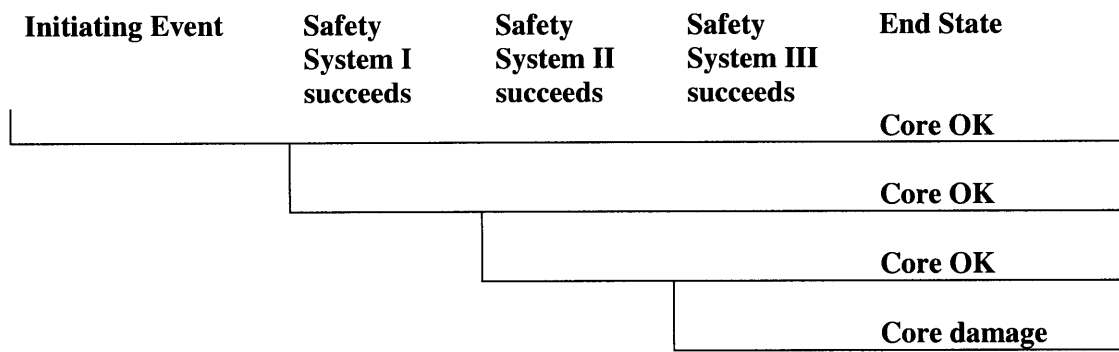 Initiating Event
Safety
System I
succeeds
Safety
System II
succeeds
Safety
System III
succeeds
End State
Core OK
Core OK
Core OK
Core damage